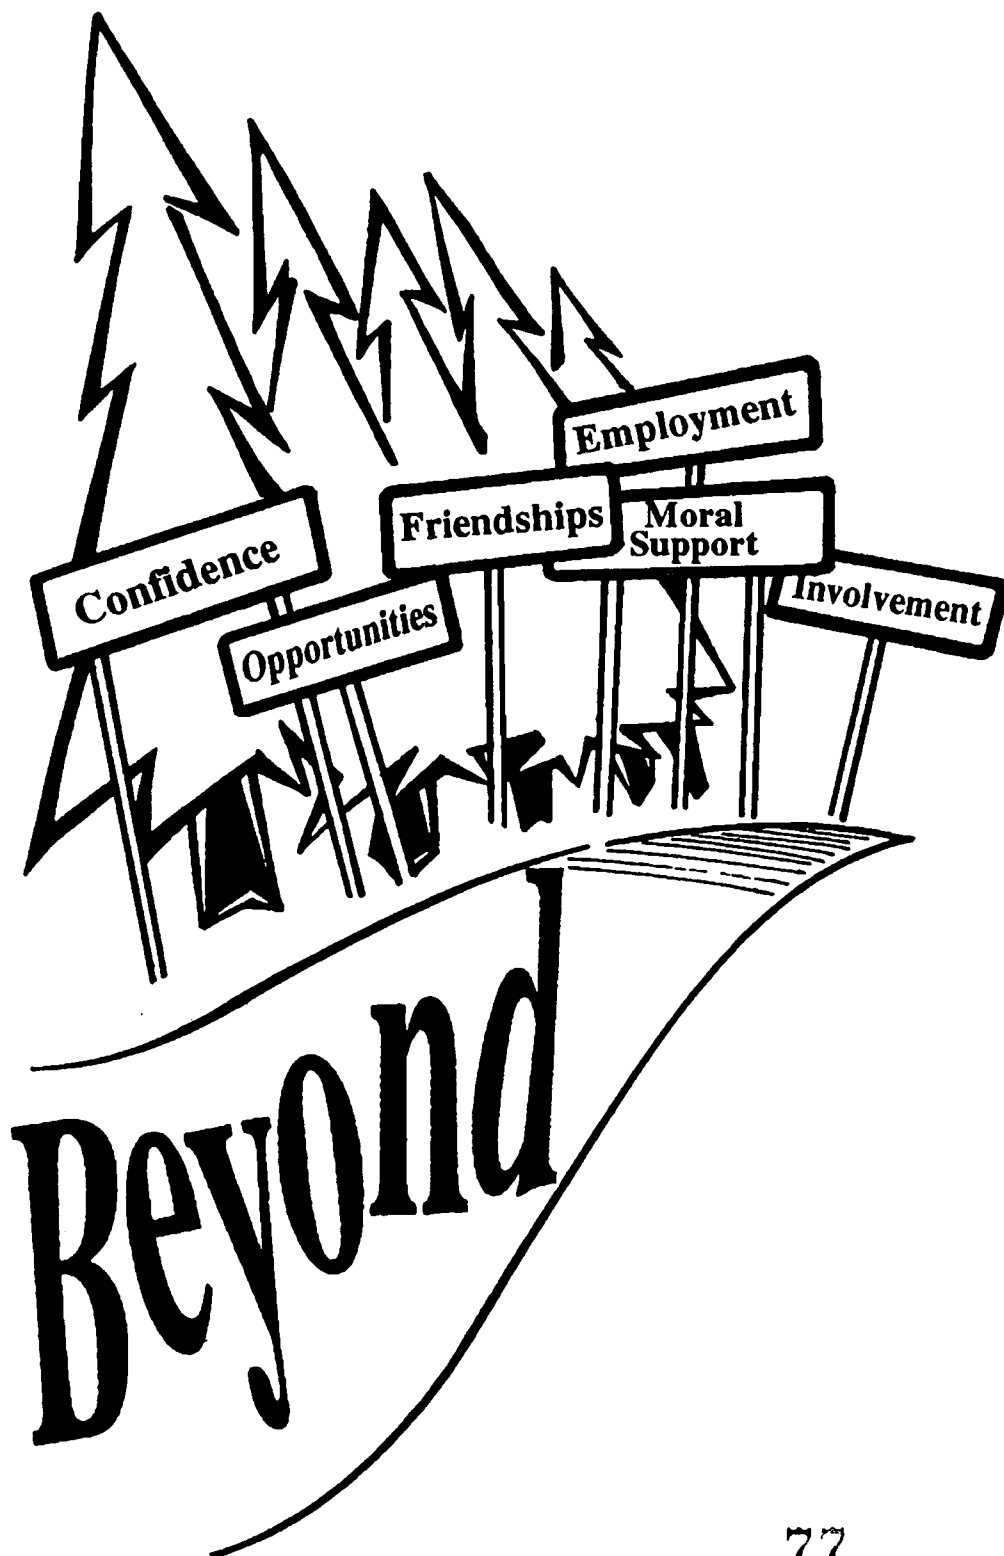 Employment
Friendships
Moral
Support
Confidence
Opportunities
Involvement
Beyond
77